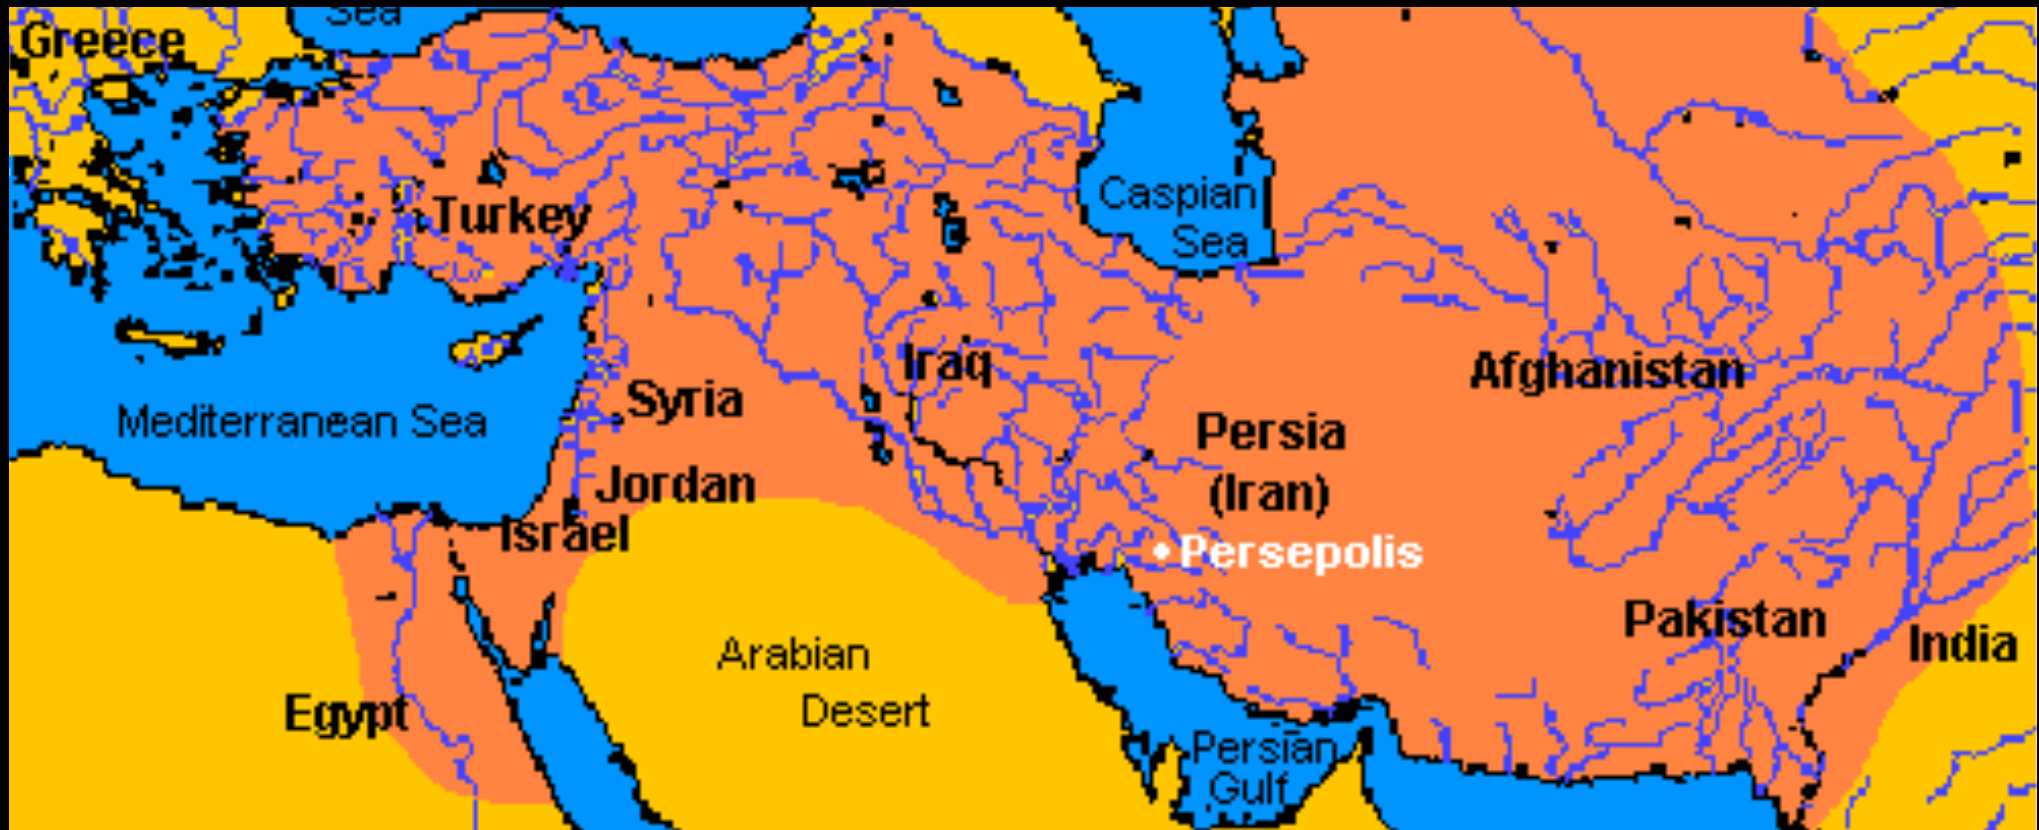 Sea
Greece
Caspian
Sea
Turkey
Iraq
Afghanistan
Syria
Mediterranean Sea
Persia
(Iran)
Jordan
Israel
Persepolis
Pakistan
India
Arabian
Desert
Egypt
Persian
Gulf